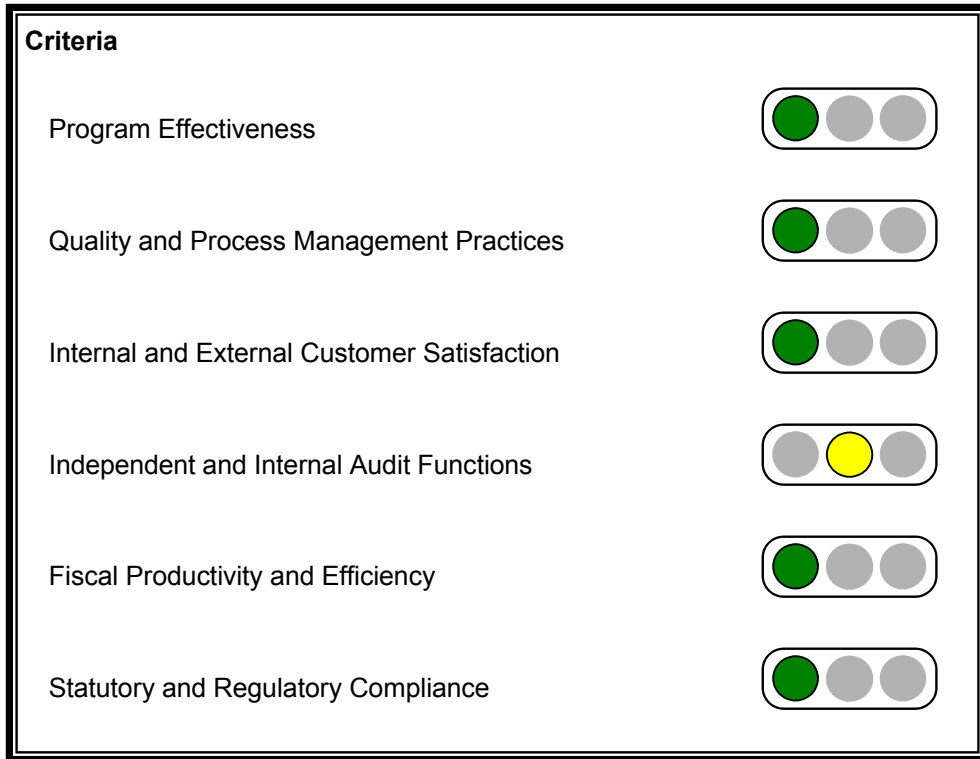 Criteria
Program Effectiveness
Quality and Process Management Practices
Internal and External Customer Satisfaction
Independent and Internal Audit Functions
Fiscal Productivity and Efficiency
Statutory and Regulatory Compliance